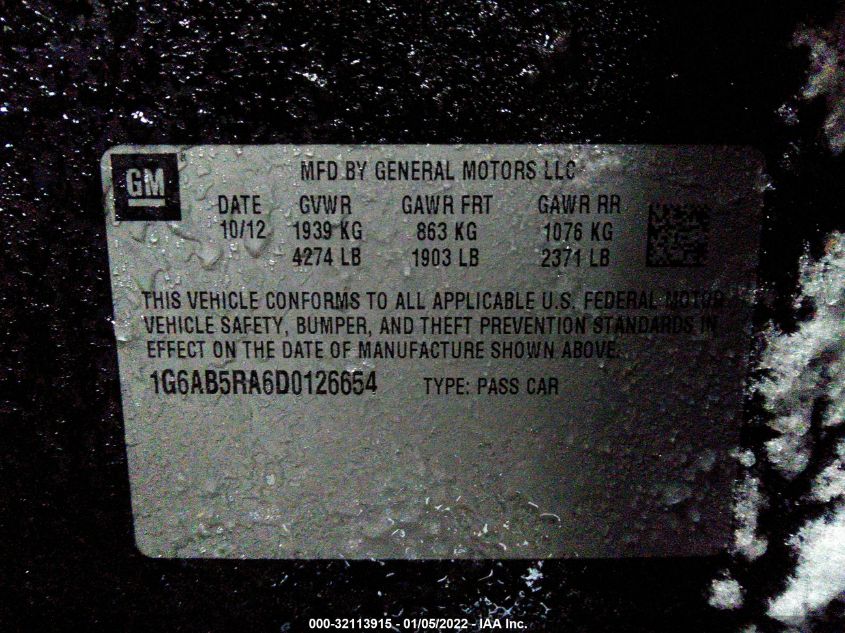 GM
MFD BY GENERAL MOTORS LLC
DATE GVWR GAWR FRT GAWR RR
10/12 1939 KG 863 KG 1076 KG
4274 LB 1903 LB 2371 LB
THIS VEHICLE CONFORMS TO ALL APPLICABLE U.S. FEDERAL MOTOR
VEHICLE SAFETY, BUMPER, AND THEFT PREVENTION STANDARDS IN
EFFECT ON THE DATE OF MANUFACTURE SHOWN ABOVE.
1G6AB5RA6D0126654 TYPE: PASS CAR
000-32113915 - 01/05/2022 - IAA Inc.